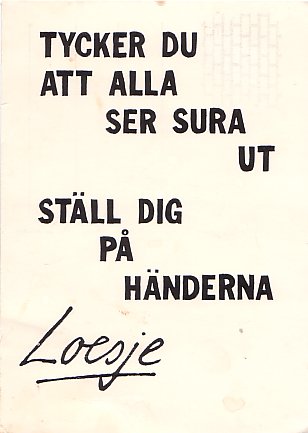 TYCKER DU
ATT ALLA
SER SURA
UT
STÄLL DIG
PÅ
HÄNDERNA
Loesje